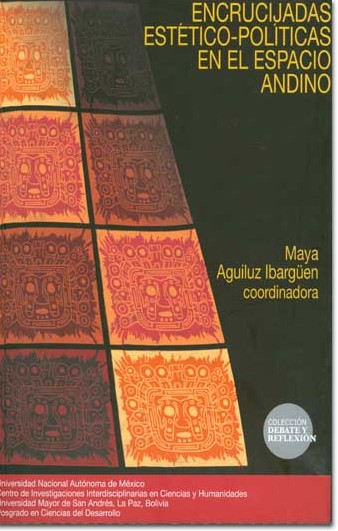 ENCRUCIJADAS
ESTÉTICO-POLÍTICAS
EN EL ESPACIO
ANDINO
Maya
Aguiluz Ibargüen
coordinadora
COLECCIÓN
DEBATE Y
REFLEXIÓN
Universidad Nacional Autónoma de México
Centro de Investigaciones Interdisciplinarias en Ciencias y Humanidades
Universidad Mayor de San Andrés, La Paz, Bolivia
Posgrado en Ciencias del Desarrollo